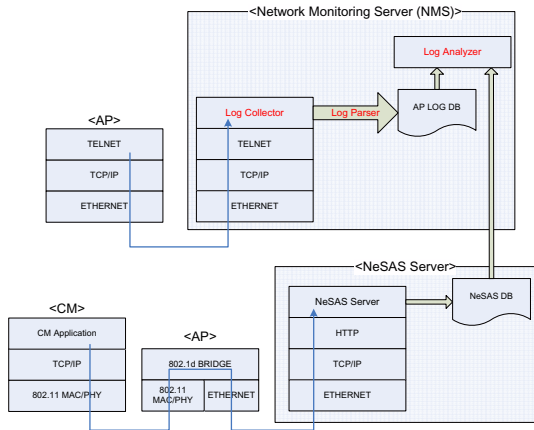 <Network Monitoring Server (NMS)>
Log Analyzer
Log Collector
Log Parser
AP LOG DB
TELNET
TCP/IP
ETHERNET
<AP>
TELNET
TCP/IP
ETHERNET
<NeSAS Server>
NeSAS Server
NeSAS DB
HTTP
TCP/IP
ETHERNET
<CM>
CM Application
TCP/IP
802.11 MAC/PHY
<AP>
802.1d BRIDGE
802.11
MAC/PHY
ETHERNET